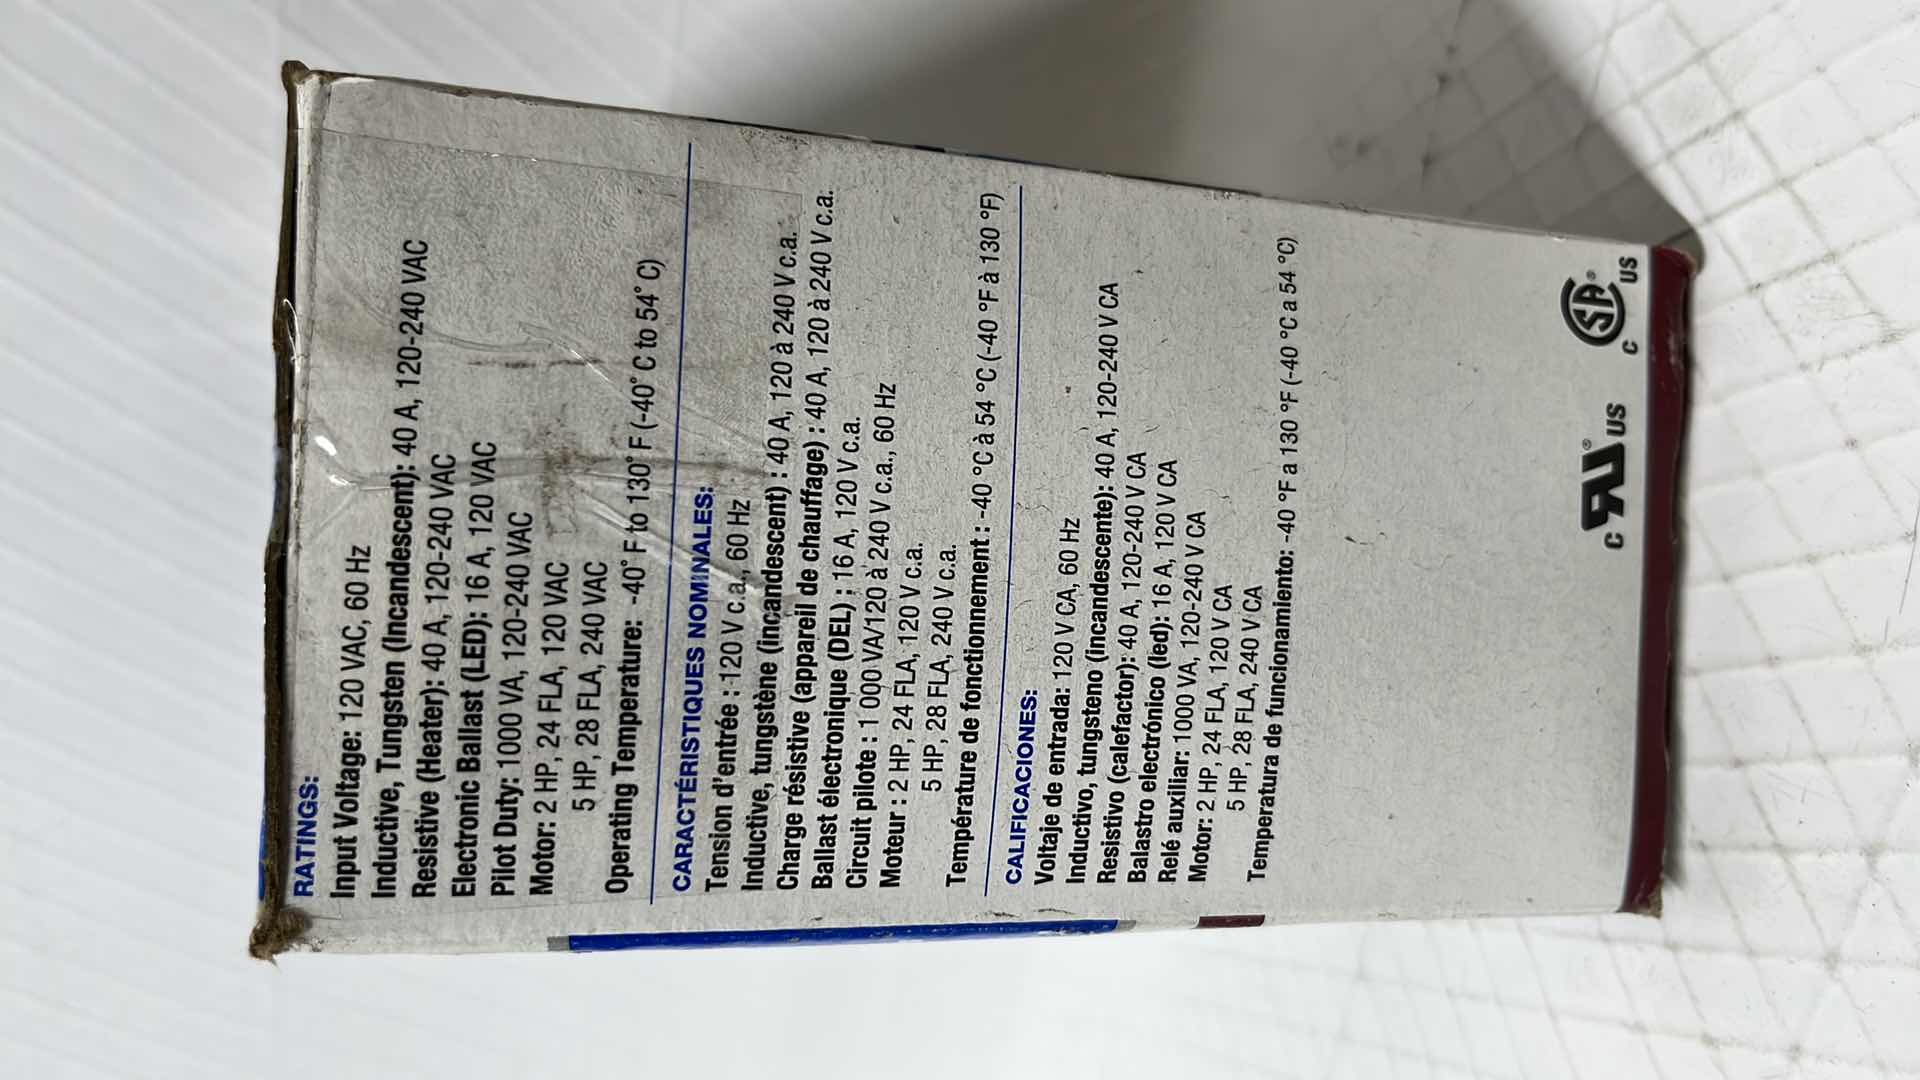 RATINGS:
Input Voltage: 120 VAC, 60 Hz
Inductive, Tungsten (Incandescent): 40 A, 120-240 VAC
Resistive (Heater): 40 A, 120-240 VAC
Electronic Ballast (LED): 16 A, 120 VAC
Pilot Duty: 1000 VA, 120-240 VAC
Motor: 2 HP, 24 FLA, 120 VAC
5 HP, 28 FLA, 240 VAC
Operating Temperature: -40˚ F to 130˚ F (-40˚ C to 54˚ C)
CARACTÉRISTIQUES NOMINALES:
Tension d'entrée : 120 V c.a., 60 Hz
Inductive, tungstène (incandescent) : 40 A, 120 à 240 V c.a.
Charge résistive (appareil de chauffage) : 40 A, 120 à 240 V c.a.
Ballast électronique (DEL) : 16 A, 120 V c.a.
Circuit pilote : 1 000 VA/120 à 240 V c.a., 60 Hz
Moteur : 2 HP, 24 FLA, 120 V c.a.
5 HP, 28 FLA, 240 V c.a.
Température de fonctionnement : -40 °C à 54 °C (-40 °F à 130 °F)
CALIFICACIONES:
Voltaje de entrada: 120 V CA, 60 Hz
Inductivo, tungsteno (incandescente): 40 A, 120-240 V CA
Resistivo (calefactor): 40 A, 120-240 V CA
Balastro electrónico (led): 16 A, 120 V CA
Relé auxiliar: 1000 VA, 120-240 V CA
Motor: 2 HP, 24 FLA, 120 V CA
5 HP, 28 FLA, 240 V CA
Temperatura de funcionamiento: -40 °F a 130 °F (-40 °C a 54 °C)
C RU ® US
C SA ® US